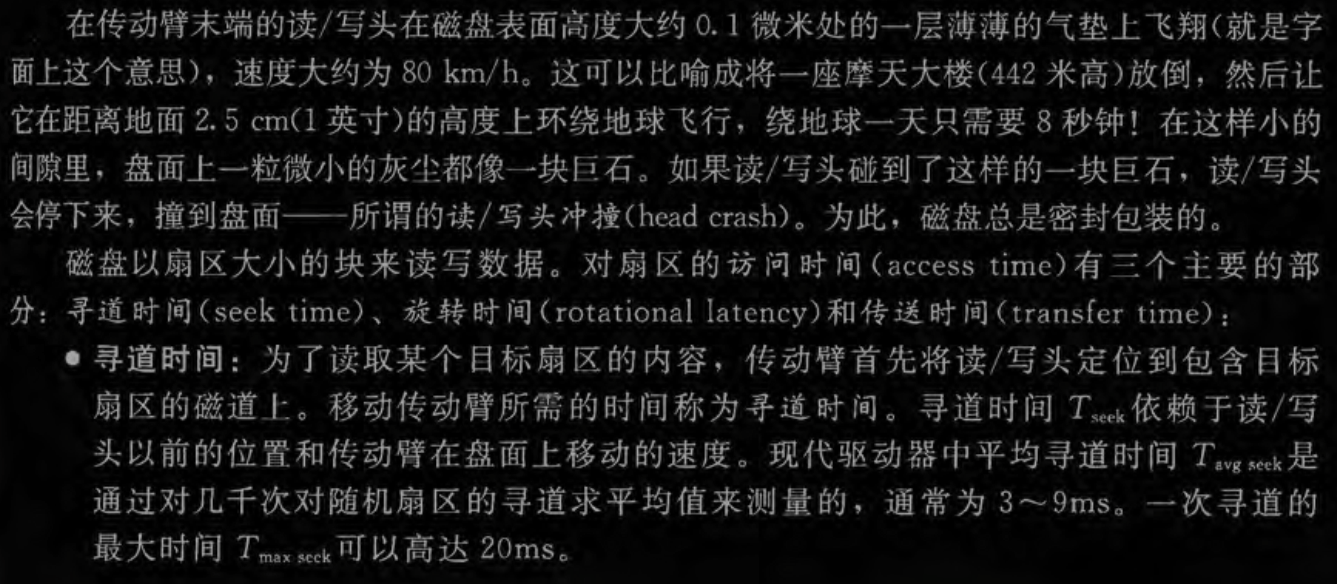 在传动臂末端的读/写头在磁盘表面高度大约 0.1 微米处的一层薄薄的气垫上飞翔(就是字
面上这个意思)，速度大约为 80 km/h。这可以比喻成将一座摩天大楼(442 米高)放倒，然后让
它在距离地面 2.5 cm(1 英寸)的高度上环绕地球飞行，绕地球一天只需要 8 秒钟！在这样小的
间隙里，盘面上一粒微小的灰尘都像一块巨石。如果读/写头碰到了这样的一块巨石，读/写头
会停下来，撞到盘面——所谓的读/写头冲撞(head crash)。为此，磁盘总是密封包装的。
磁盘以扇区大小的块来读写数据。对扇区的访问时间(access time)有三个主要的部
分：寻道时间(seek time)、旋转时间(rotational latency)和传送时间(transfer time)：
● 寻道时间：为了读取某个目标扇区的内容，传动臂首先将读/写头定位到包含目标
扇区的磁道上。移动传动臂所需的时间称为寻道时间。寻道时间 Tseek依赖于读/写
头以前的位置和传动臂在盘面上移动的速度。现代驱动器中平均寻道时间 Tavg seek是
通过对几千次对随机扇区的寻道求平均值来测量的，通常为 3～9ms。一次寻道的
最大时间 Tmax seek可以高达 20ms。